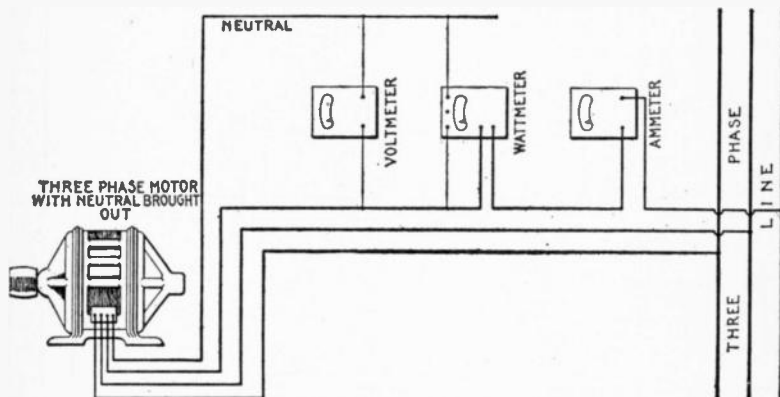 NEUTRAL
VOLTMETER
WATTMETER
AMMETER
PHASE
LINE
THREE PHASE MOTOR
WITH NEUTRAL BROUGHT
OUT
THREE